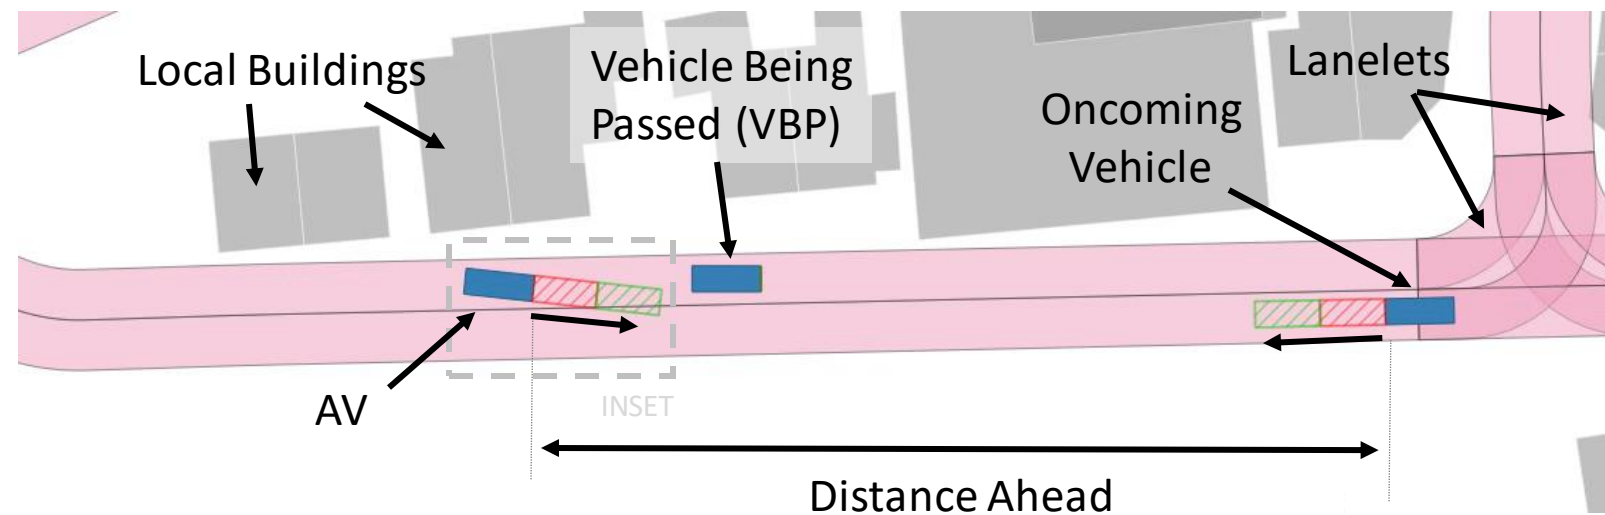 Local Buildings
Vehicle Being
Passed (VBP)
Oncoming
Vehicle
Lanelets
AV
INSET
Distance Ahead